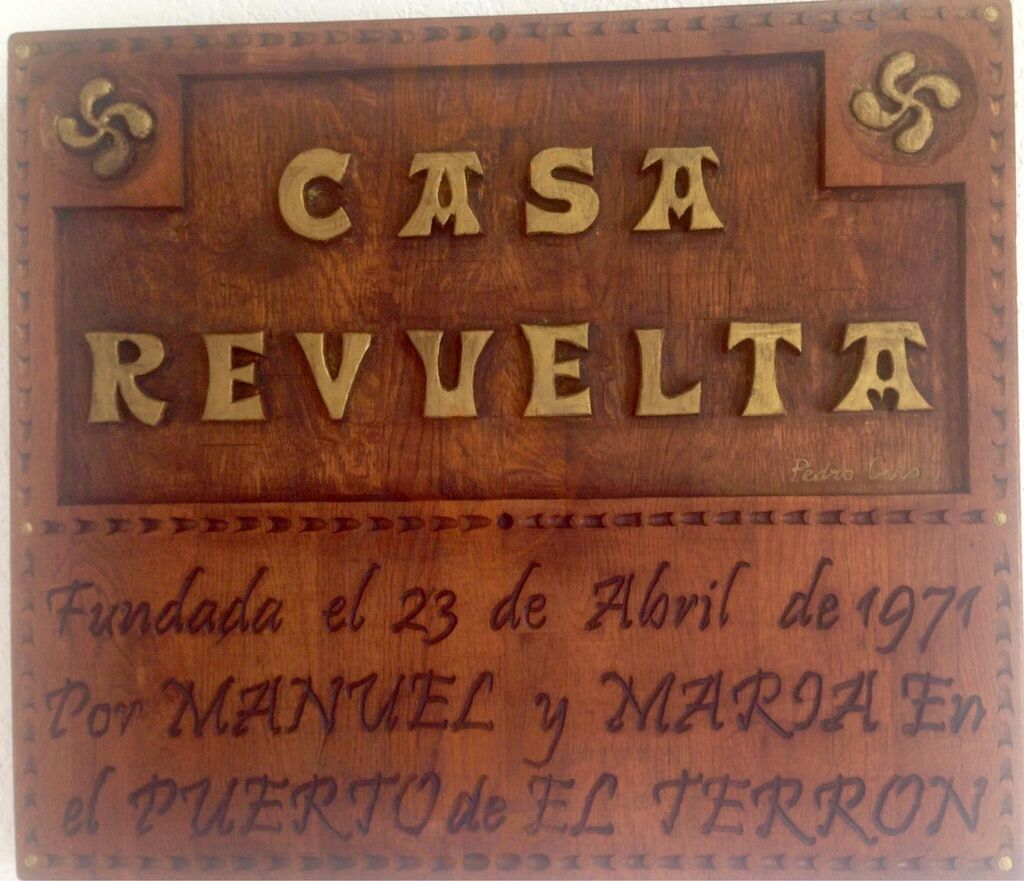 CASA
REVUELTA
Pedro Caro
Fundada el 23 de Abril de 1971
Por MANUEL y MARIA En
el PUERTO de EL TERRON